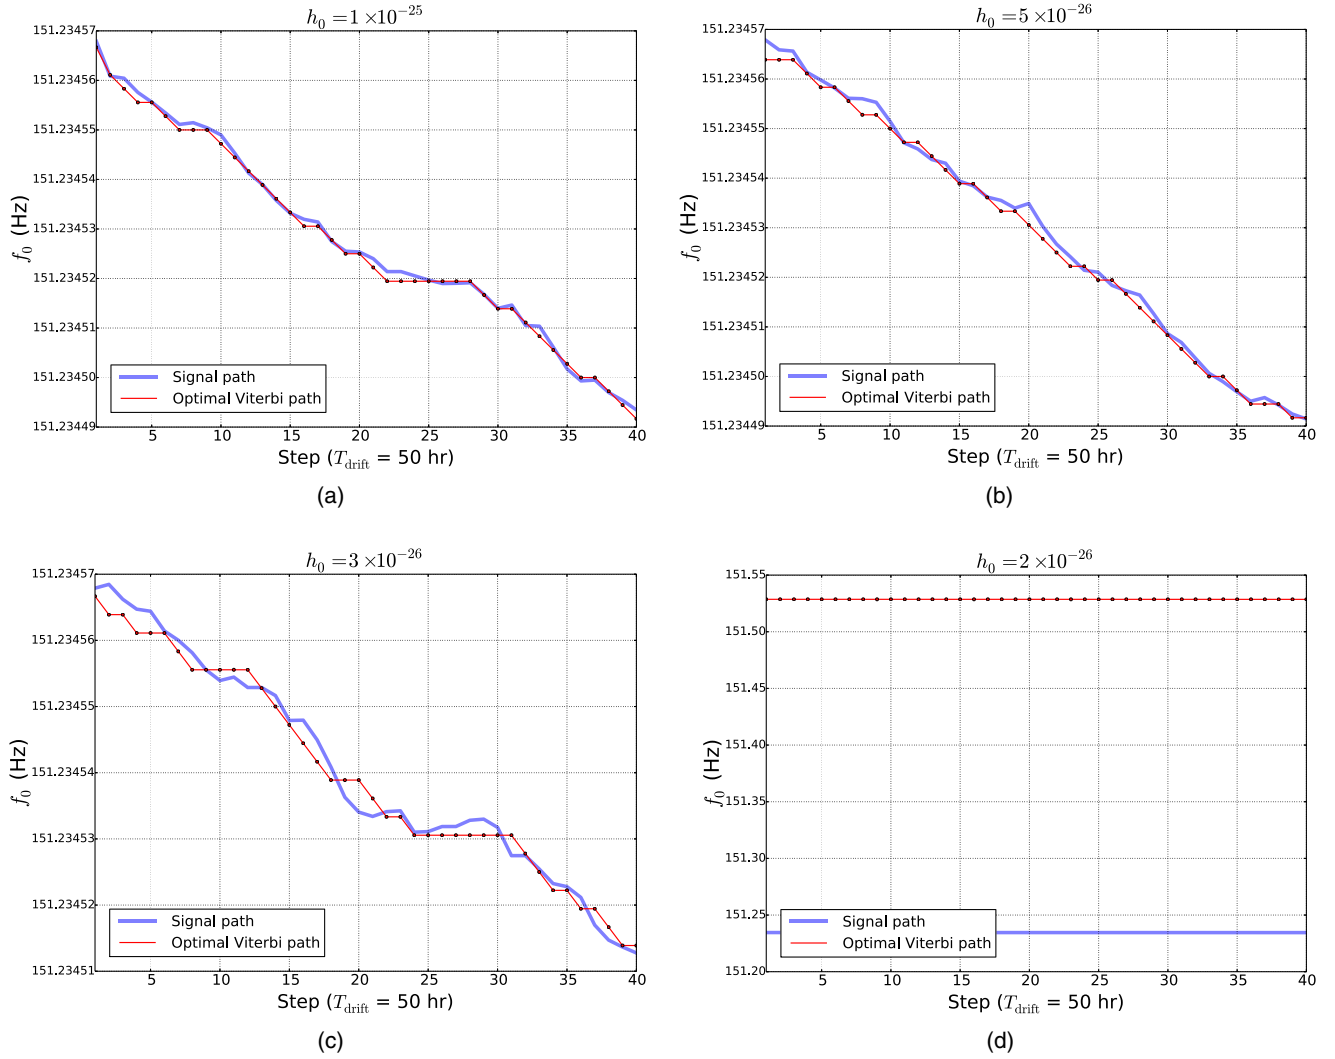 h₀ = 1 ×10⁻²⁵
151.23457
151.23456
151.23455
151.23454
151.23453
151.23452
151.23451
151.23450
151.23449
f₀ (Hz)
Signal path
Optimal Viterbi path
5 10 15 20 25 30 35 40
Step (T_drift = 50 hr)
(a)
h₀ = 5 ×10⁻²⁶
151.23457
151.23456
151.23455
151.23454
151.23453
151.23452
151.23451
151.23450
151.23449
f₀ (Hz)
Signal path
Optimal Viterbi path
5 10 15 20 25 30 35 40
Step (T_drift = 50 hr)
(b)
h₀ = 3 ×10⁻²⁶
151.23457
151.23456
151.23455
151.23454
151.23453
151.23452
151.23451
f₀ (Hz)
Signal path
Optimal Viterbi path
5 10 15 20 25 30 35 40
Step (T_drift = 50 hr)
(c)
h₀ = 2 ×10⁻²⁶
151.55
151.50
151.45
151.40
151.35
151.30
151.25
151.20
f₀ (Hz)
Signal path
Optimal Viterbi path
5 10 15 20 25 30 35 40
Step (T_drift = 50 hr)
(d)